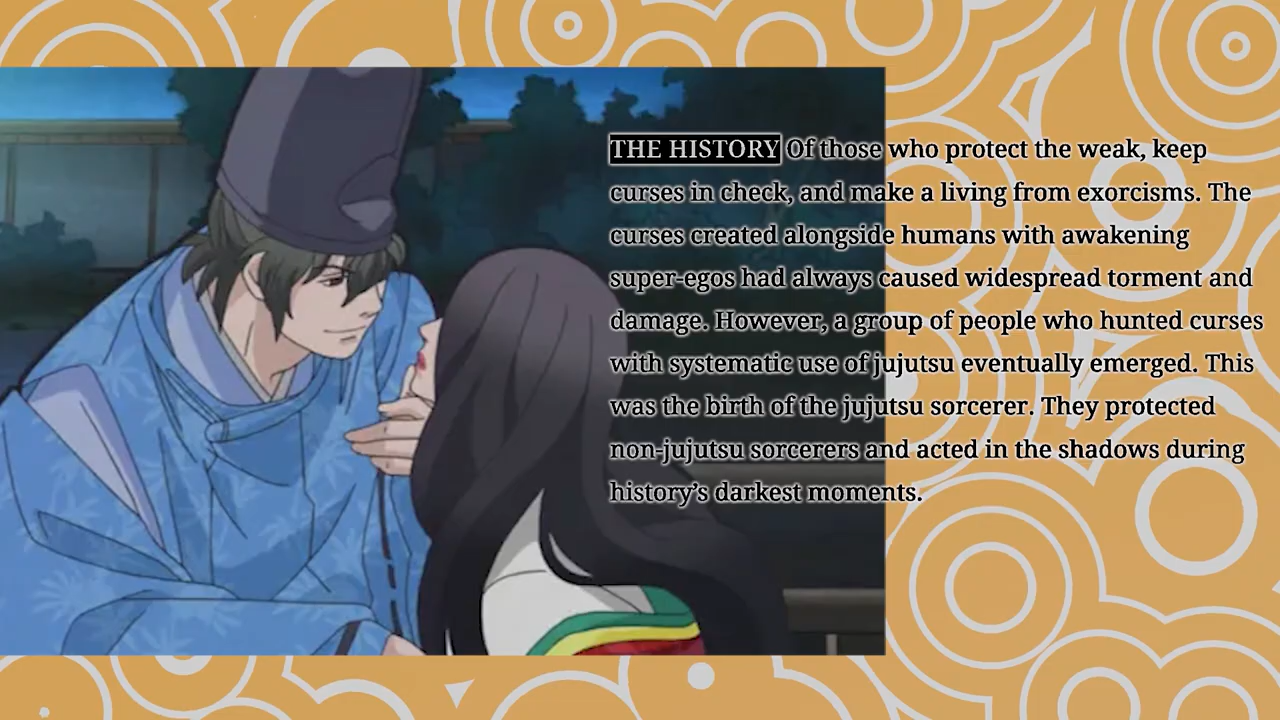 THE HISTORY Of those who protect the weak, keep
curses in check, and make a living from exorcisms. The
curses created alongside humans with awakening
super-egos had always caused widespread torment and
damage. However, a group of people who hunted curses
with systematic use of jujutsu eventually emerged. This
was the birth of the jujutsu sorcerer. They protected
non-jujutsu sorcerers and acted in the shadows during
history's darkest moments.